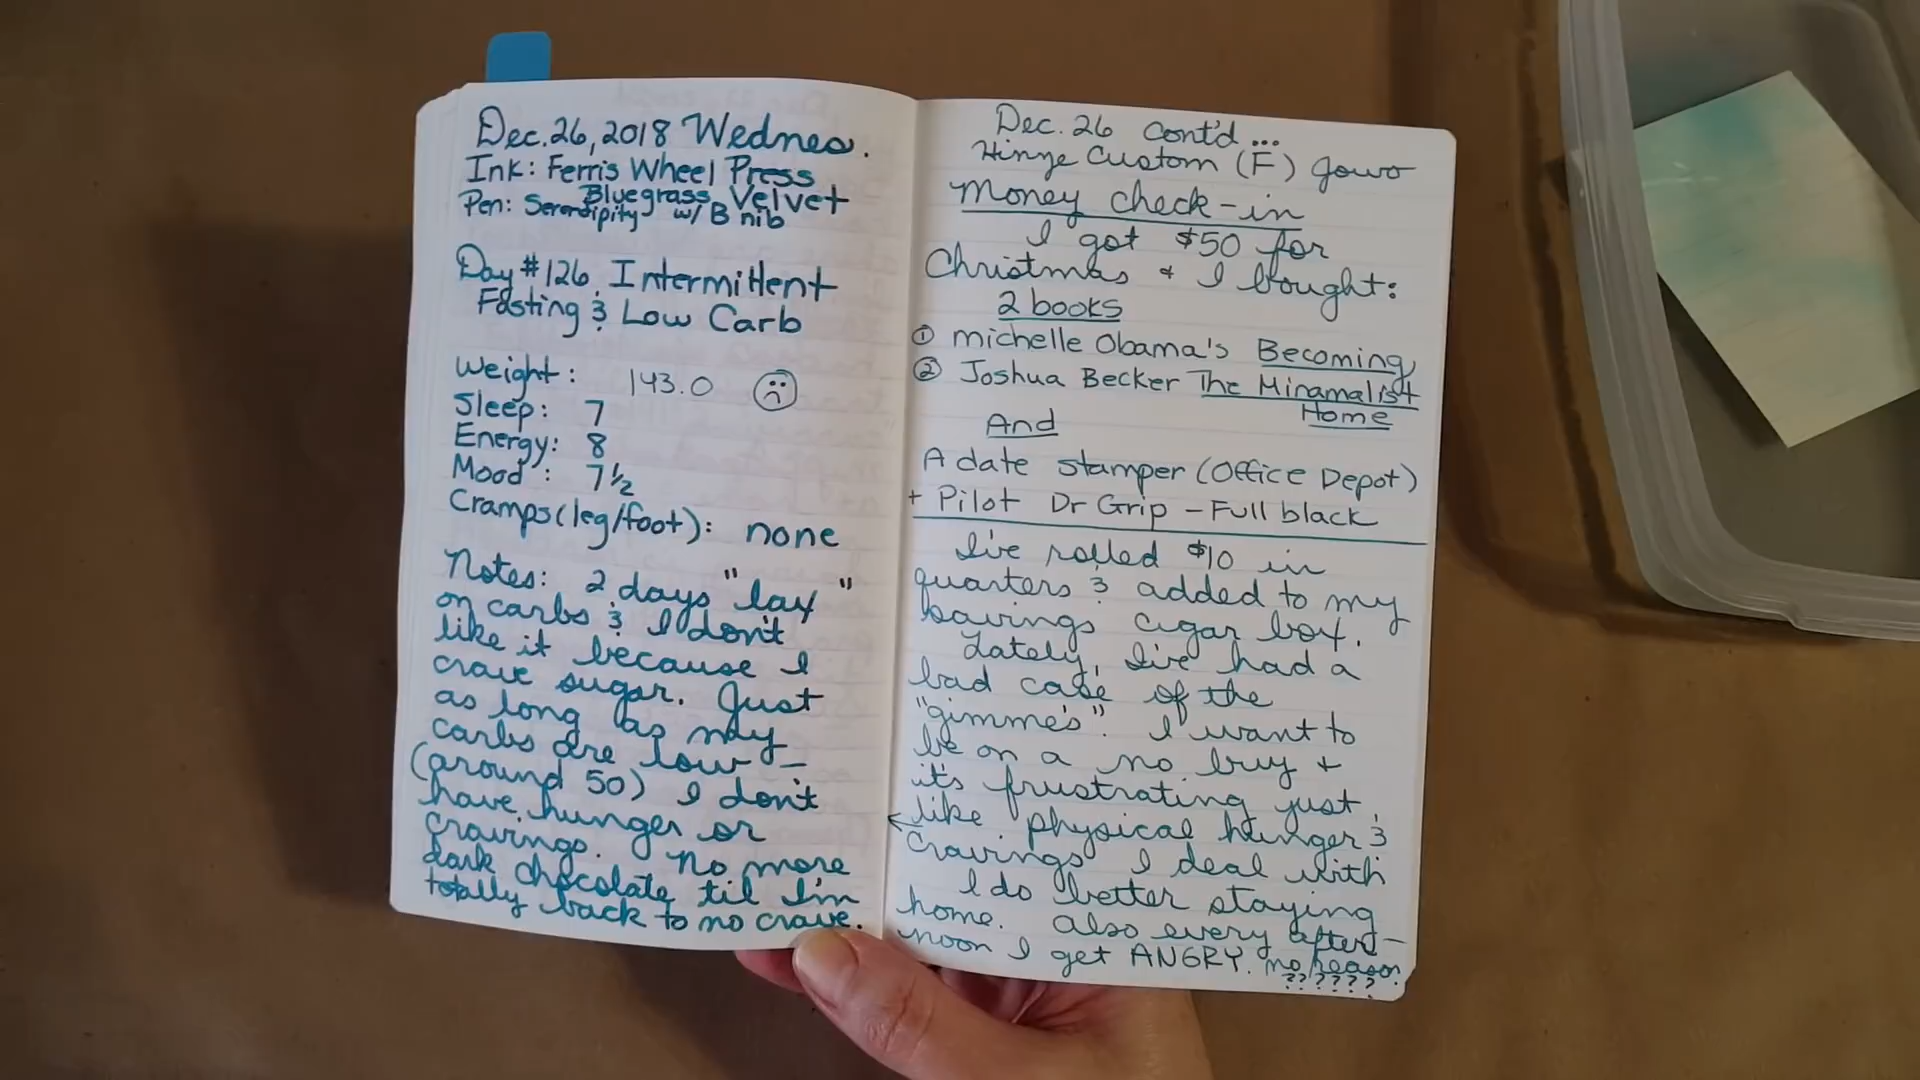 Dec. 26, 2018 Wednes.
Ink: Ferris Wheel Press
Bluegrass Velvet
Pen: Serendipity w/ B nib
Day #126 Intermittent
Fasting & Low Carb
Weight: 143.0
Sleep: 7
Energy: 8
Mood: 7 1/2
Cramps (leg/foot): none
Notes: 2 days "lax"
on carbs & I don't
like it because I
crave sugar. Just
as long as my
carbs are low –
(around 50) I don't
have hunger or
cravings. No more
dark chocolate til I'm
totally back to no crave.
Dec. 26 cont'd...
Hinze Custom (F) Jowo
Money check-in
I got $50 for
Christmas + I bought:
2 books
① Michelle Obama's Becoming
② Joshua Becker The Minamalist
Home
And
A date stamper (Office Depot)
+ Pilot Dr Grip – Full black
I've rolled $10 in
quarters & added to my
savings cigar box.
Lately, I've had a
bad case of the
"gimme's". I want to
be on a no buy +
it's frustrating just
like physical hunger &
cravings I deal with
I do better staying
home. Also every after-
noon I get ANGRY. no reason.
??????